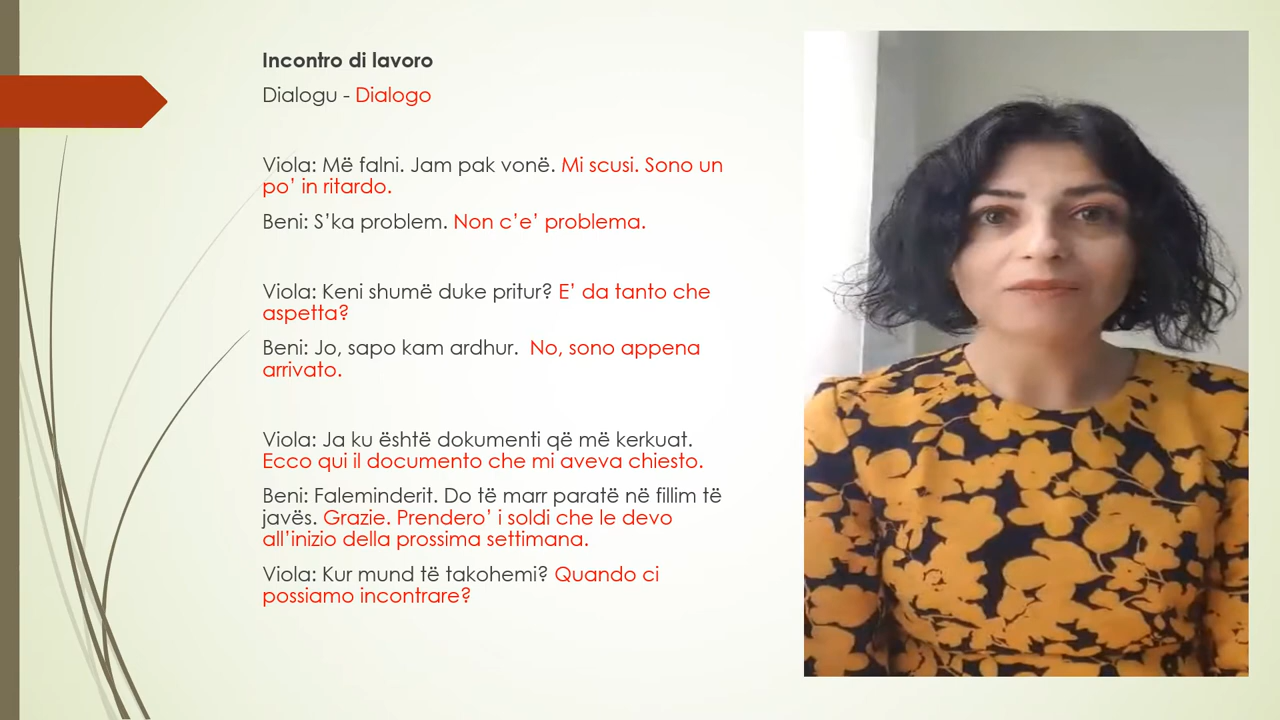 Incontro di lavoro
Dialogu - Dialogo
Viola: Më falni. Jam pak vonë. Mi scusi. Sono un
po’ in ritardo.
Beni: S’ka problem. Non c’e’ problema.
Viola: Keni shumë duke pritur? E’ da tanto che
aspetta?
Beni: Jo, sapo kam ardhur.  No, sono appena
arrivato.
Viola: Ja ku është dokumenti që më kerkuat.
Ecco qui il documento che mi aveva chiesto.
Beni: Faleminderit. Do të marr paratë në fillim të
javës. Grazie. Prendero’ i soldi che le devo
all’inizio della prossima settimana.
Viola: Kur mund të takohemi? Quando ci
possiamo incontrare?